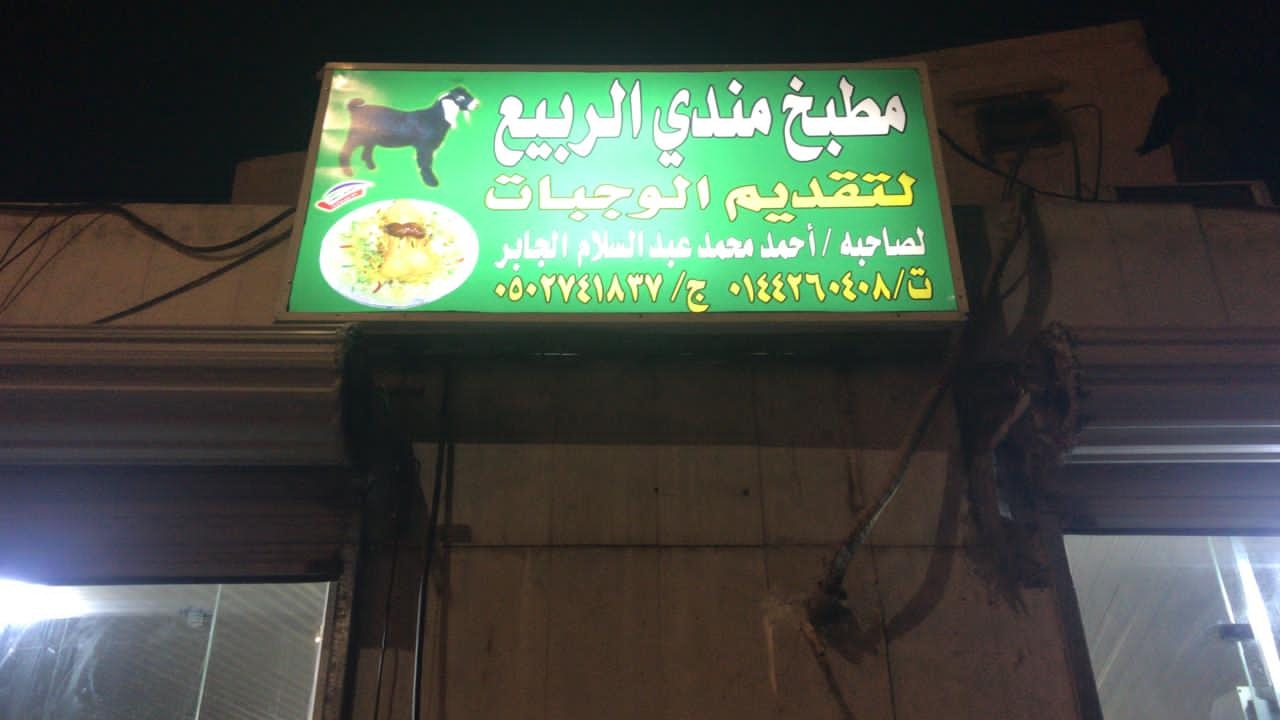 مطبخ مندي الربيع
لتقديم الوجبات
لصاحبه / أحمد محمد عبد السلام الجابر
ت/٠١٤٤٢٦٠٤٠٨ ج/٠٥٠٢٧٤١٨٣٧